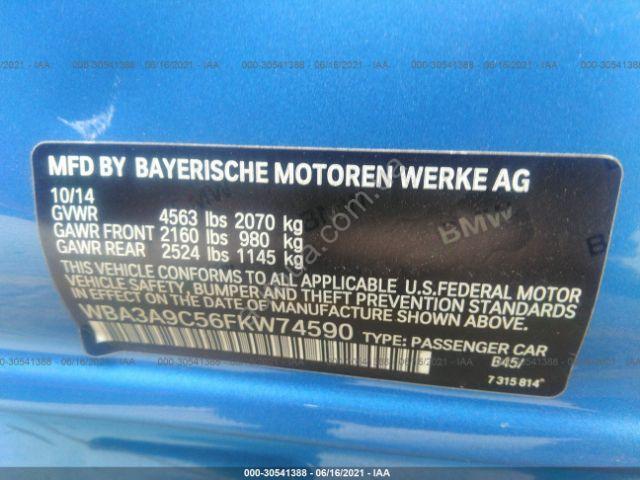 000-30541388 - 06/16/2021 - IAA
MFD BY BAYERISCHE MOTOREN WERKE AG
10/14
GVWR 4563 lbs 2070 kg
GAWR FRONT 2160 lbs 980 kg
GAWR REAR 2524 lbs 1145 kg
THIS VEHICLE CONFORMS TO ALL APPLICABLE U.S.FEDERAL MOTOR
VEHICLE SAFETY, BUMPER AND THEFT PREVENTION STANDARDS
IN EFFECT ON THE DATE OF MANUFACTURE SHOWN ABOVE.
WBA3A9C56FKW74590 TYPE: PASSENGER CAR
B45/
7 315 814
BMW
000-30541388 - 06/16/2021 - IAA